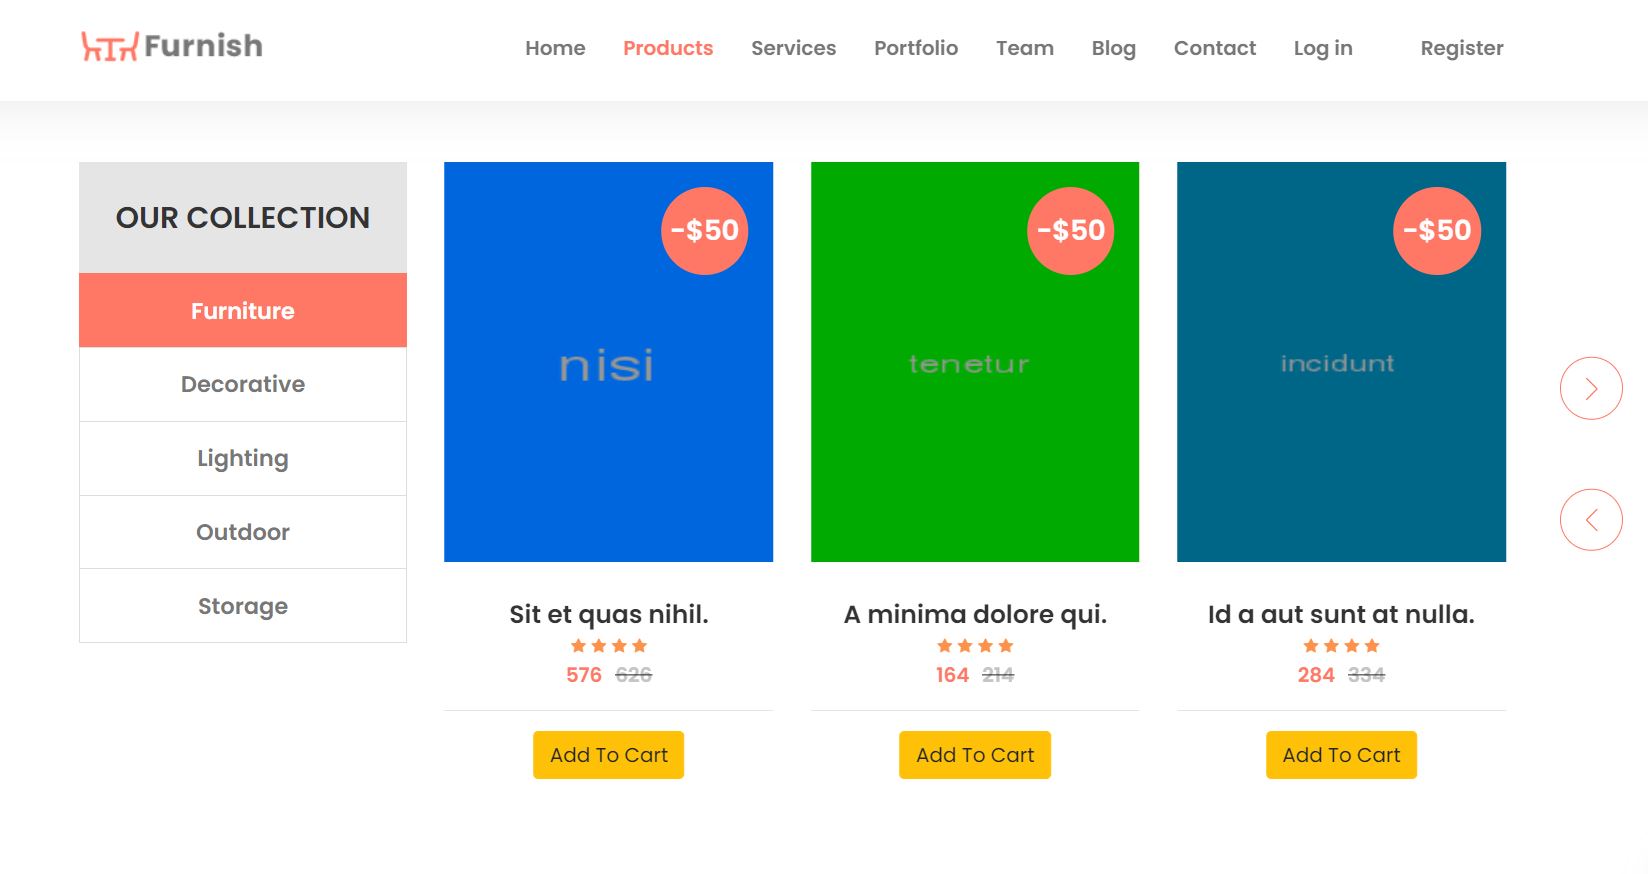 Furnish
Home Products Services Portfolio Team Blog Contact Log in Register
OUR COLLECTION
Furniture
Decorative
Lighting
Outdoor
Storage
-$50
nisi
Sit et quas nihil.
576 626
Add To Cart
-$50
tenetur
A minima dolore qui.
164 214
Add To Cart
-$50
incidunt
Id a aut sunt at nulla.
284 334
Add To Cart